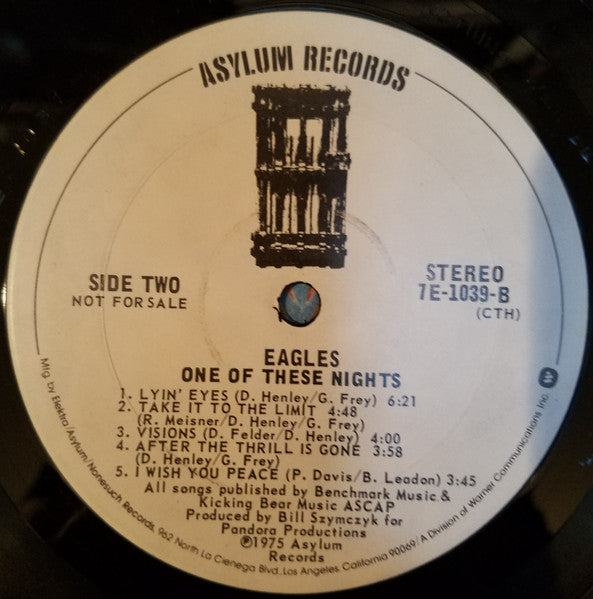 ASYLUM RECORDS
SIDE TWO
NOT FOR SALE
STEREO
7E-1039-B
(CTH)
EAGLES
ONE OF THESE NIGHTS
1. LYIN' EYES (D. Henley/G. Frey) 6:21
2. TAKE IT TO THE LIMIT 4:48
(R. Meisner/D. Henley/G. Frey)
3. VISIONS (D. Felder/D. Henley) 4:00
4. AFTER THE THRILL IS GONE 3:58
(D. Henley/G. Frey)
5. I WISH YOU PEACE (P. Davis/B. Leadon) 3:45
All songs published by Benchmark Music &
Kicking Bear Music ASCAP
Produced by Bill Szymczyk for
Pandora Productions
℗1975 Asylum
Records
Mfg. by Elektra/Asylum/Nonesuch Records, 962 North La Cienega Blvd., Los Angeles, California 90069/A Division of Warner Communications Inc.